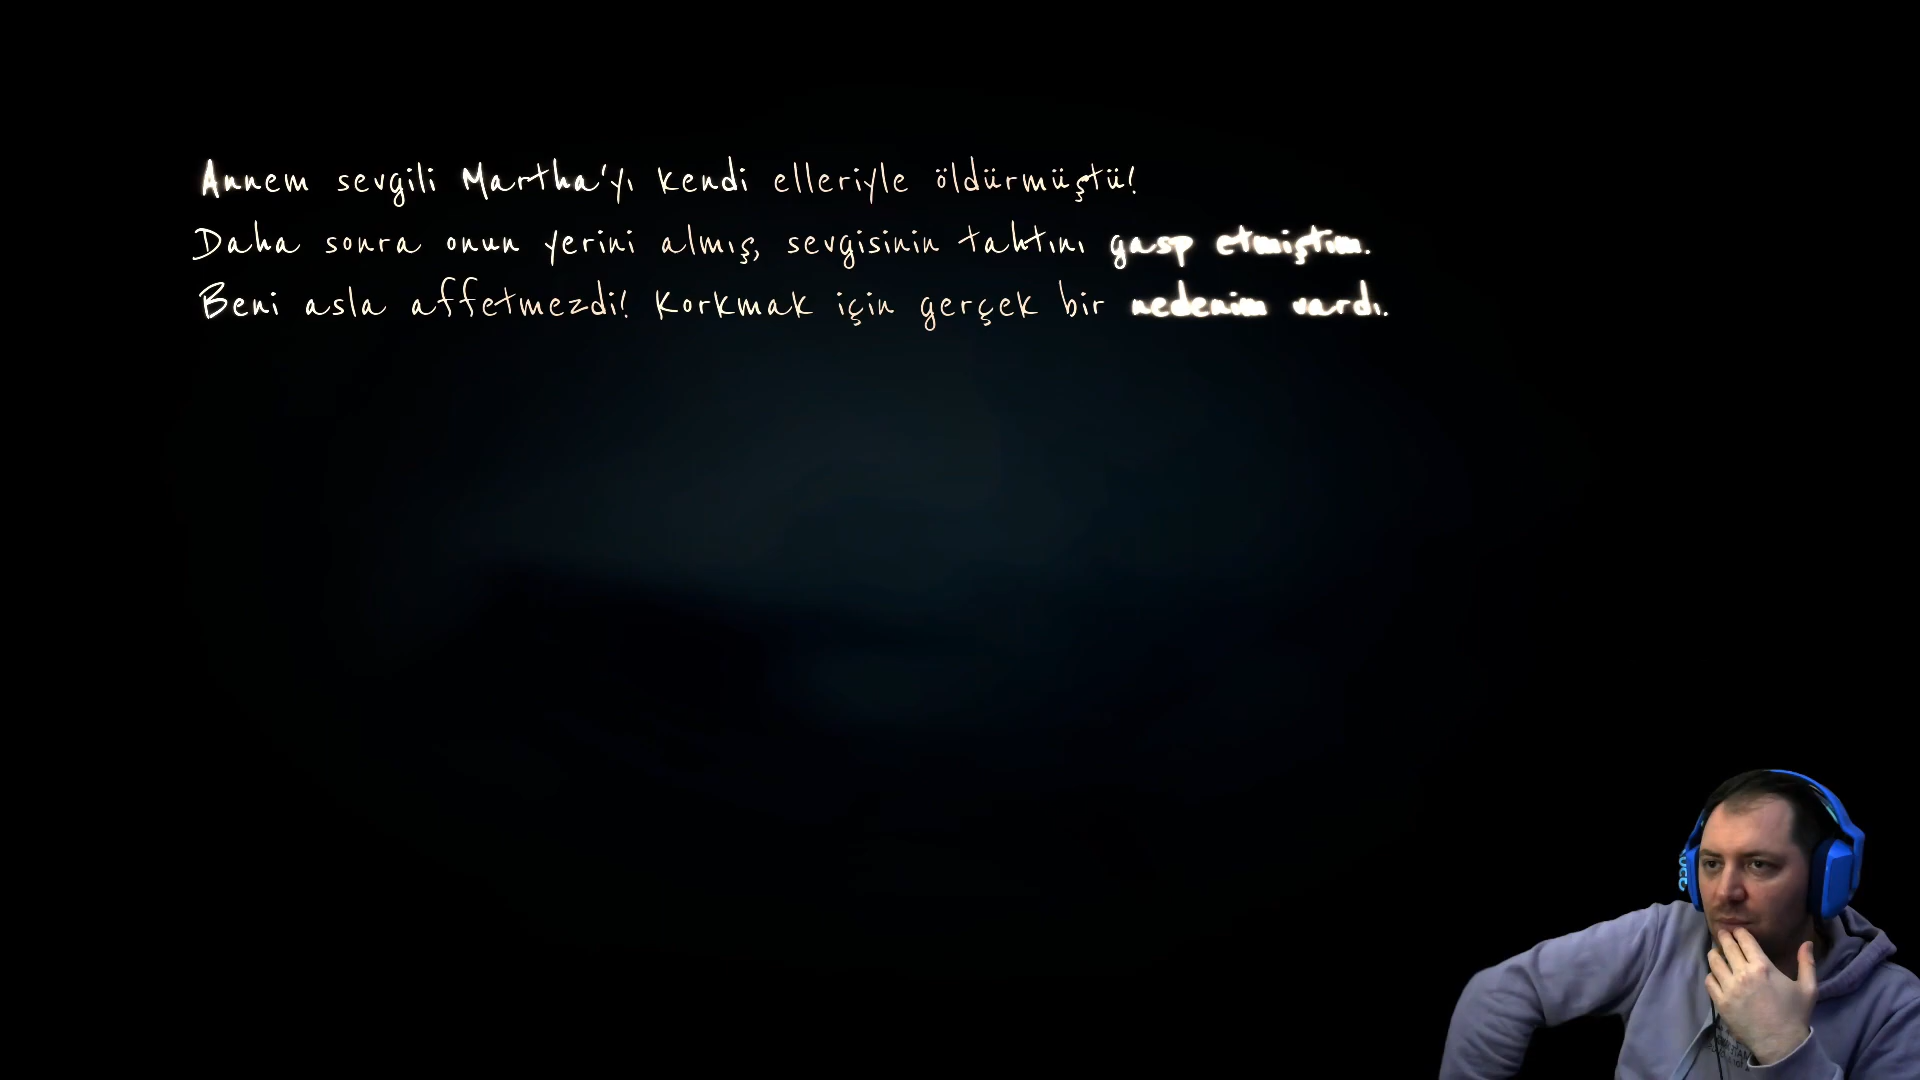 Annem sevgili Martha'yı kendi elleriyle öldürmüştü!
Daha sonra onun yerini almış, sevgisinin tahtını gasp etmiştim.
Beni asla affetmezdi! Korkmak için gerçek bir nedenim vardı.